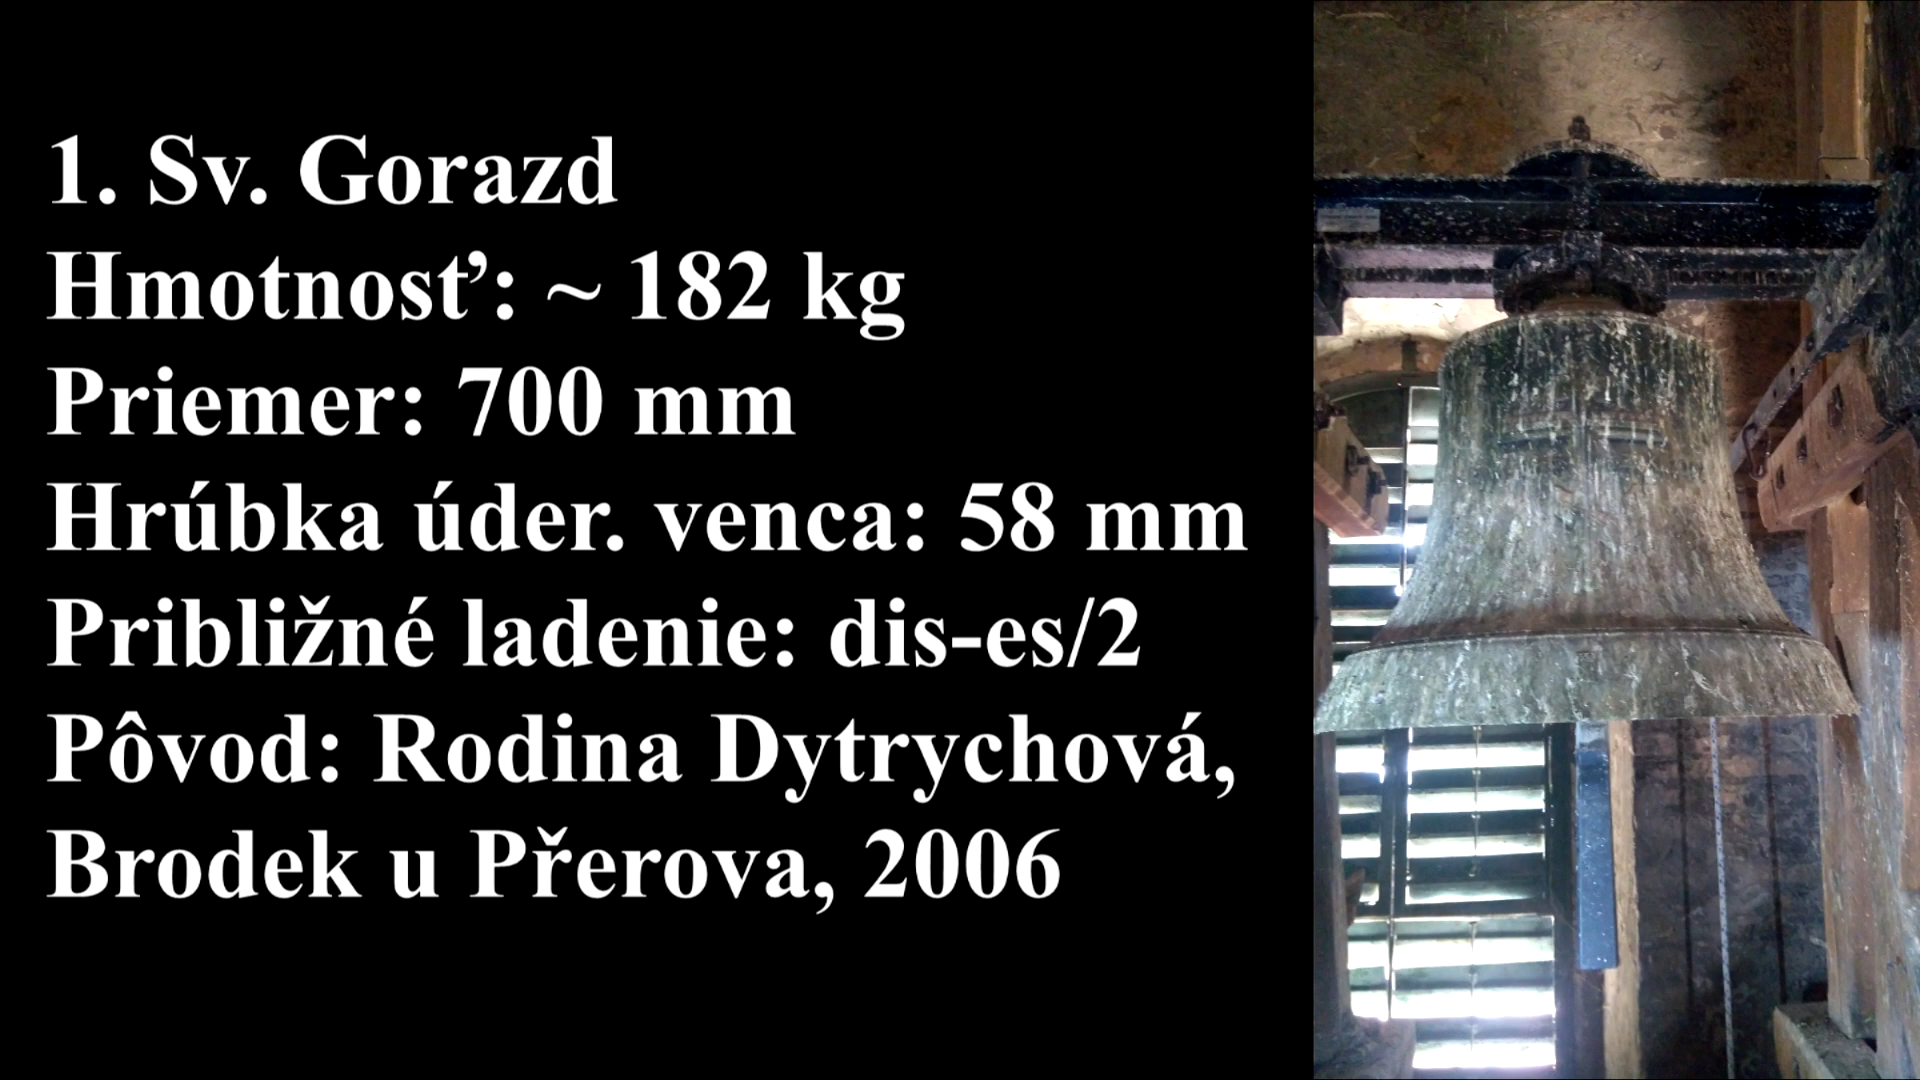 1. Sv. Gorazd
Hmotnosť: ~ 182 kg
Priemer: 700 mm
Hrúbka úder. venca: 58 mm
Približné ladenie: dis-es/2
Pôvod: Rodina Dytrychová,
Brodek u Přerova, 2006